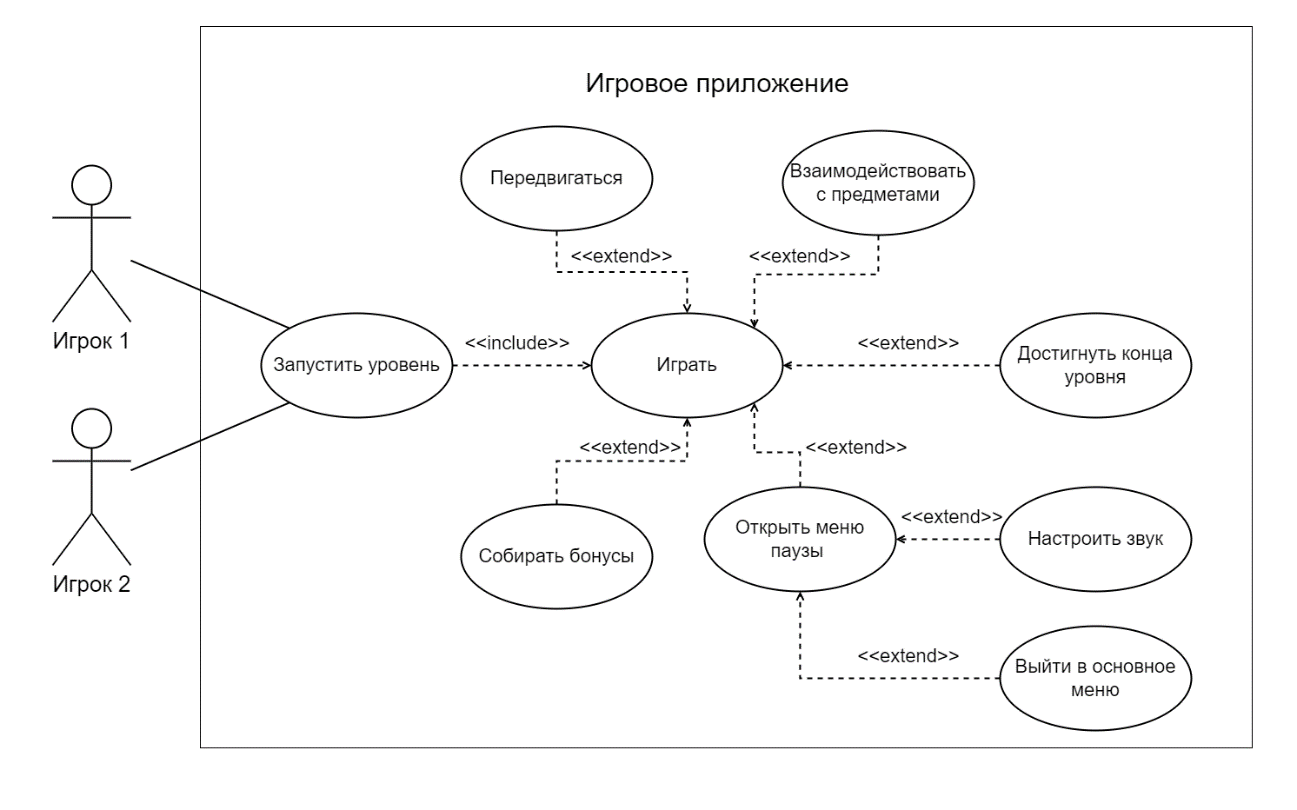 Игровое приложение
Передвигаться
Взаимодействовать
с предметами
<<extend>>
<<extend>>
Игрок 1
Запустить уровень
<<include>>
Играть
<<extend>>
Достигнуть конца
уровня
<<extend>>
<<extend>>
Собирать бонусы
Открыть меню
паузы
<<extend>>
Настроить звук
Игрок 2
<<extend>>
Выйти в основное
меню